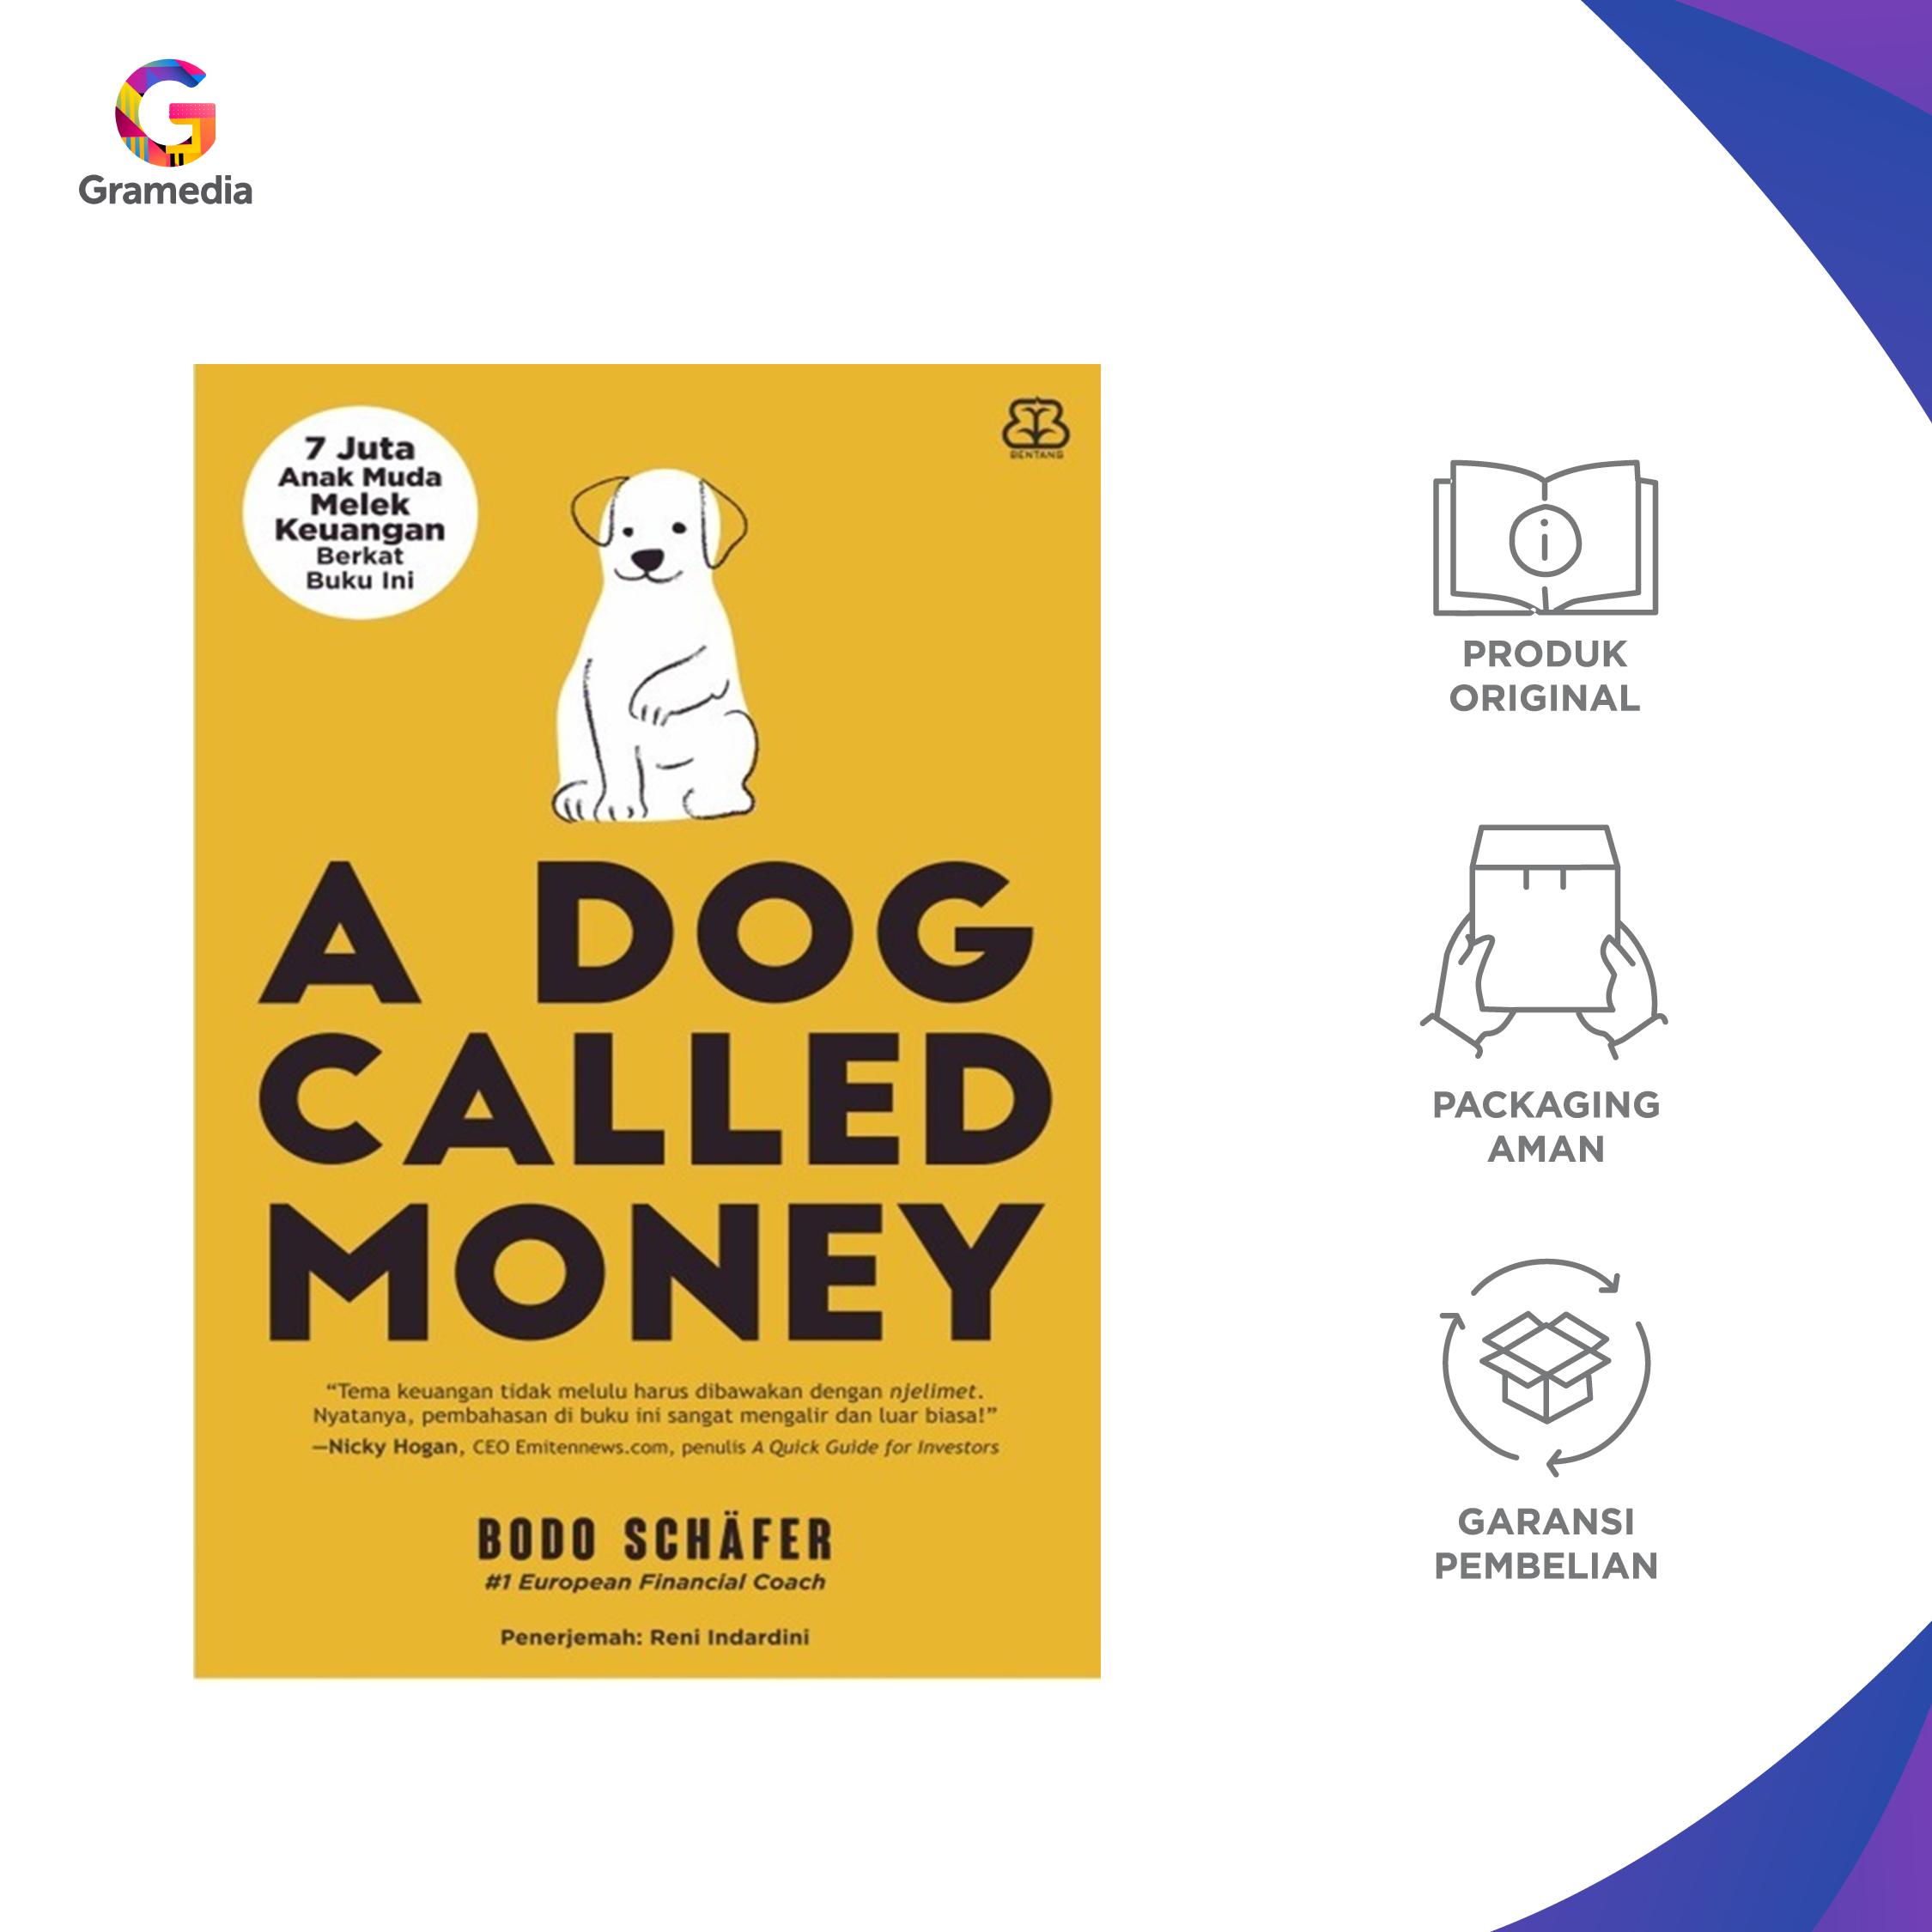 Gramedia
7 Juta
Anak Muda
Melek
Keuangan
Berkat
Buku Ini
BENTANG
A DOG
CALLED
MONEY
“Tema keuangan tidak melulu harus dibawakan dengan njelimet.
Nyatanya, pembahasan di buku ini sangat mengalir dan luar biasa!”
—Nicky Hogan, CEO Emitennews.com, penulis A Quick Guide for Investors
BODO SCHÄFER
#1 European Financial Coach
Penerjemah: Reni Indardini
PRODUK
ORIGINAL
PACKAGING
AMAN
GARANSI
PEMBELIAN